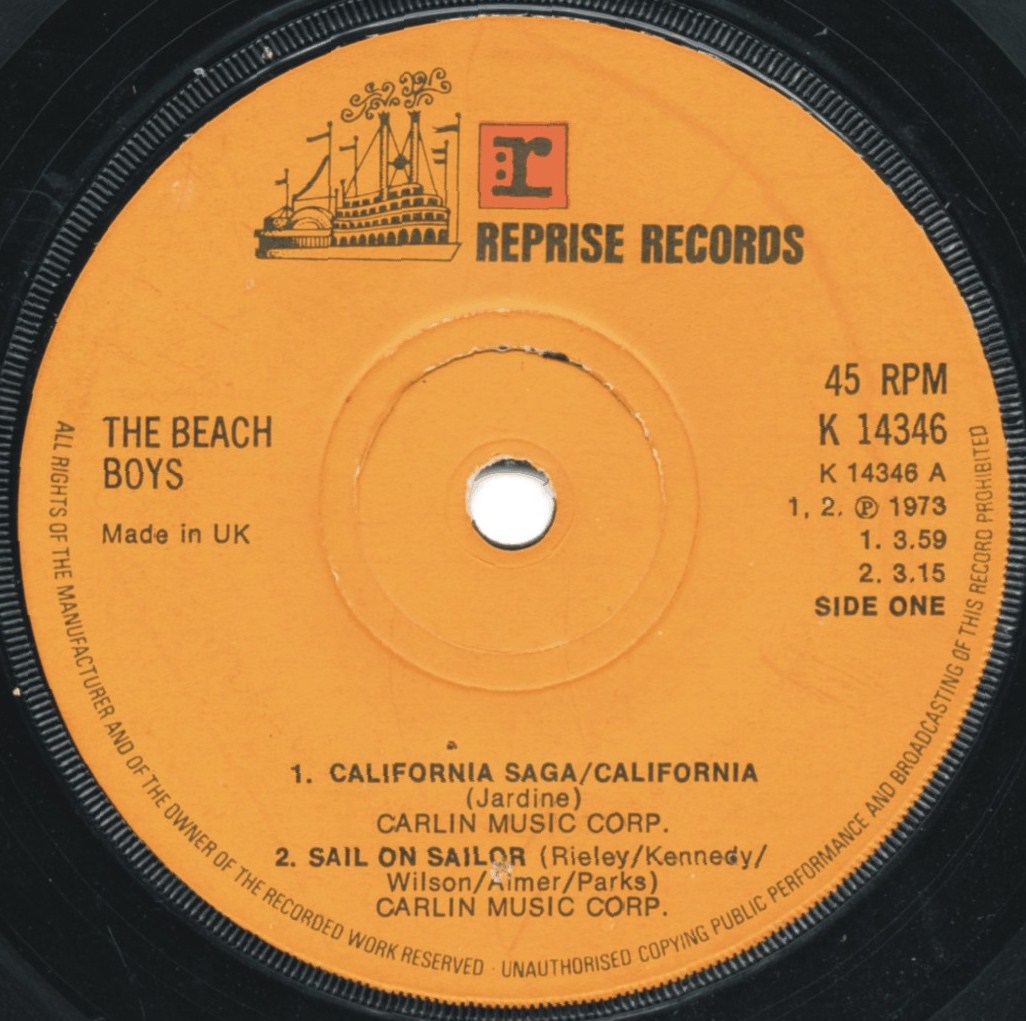 r:
REPRISE RECORDS
THE BEACH
BOYS
Made in UK
45 RPM
K 14346
K 14346 A
1, 2. ℗ 1973
1. 3.59
2. 3.15
SIDE ONE
1. CALIFORNIA SAGA/CALIFORNIA
(Jardine)
CARLIN MUSIC CORP.
2. SAIL ON SAILOR (Rieley/Kennedy/
Wilson/Almer/Parks)
CARLIN MUSIC CORP.
ALL RIGHTS OF THE MANUFACTURER AND OF THE OWNER OF THE RECORDED WORK RESERVED · UNAUTHORISED COPYING PUBLIC PERFORMANCE AND BROADCASTING OF THIS RECORD PROHIBITED